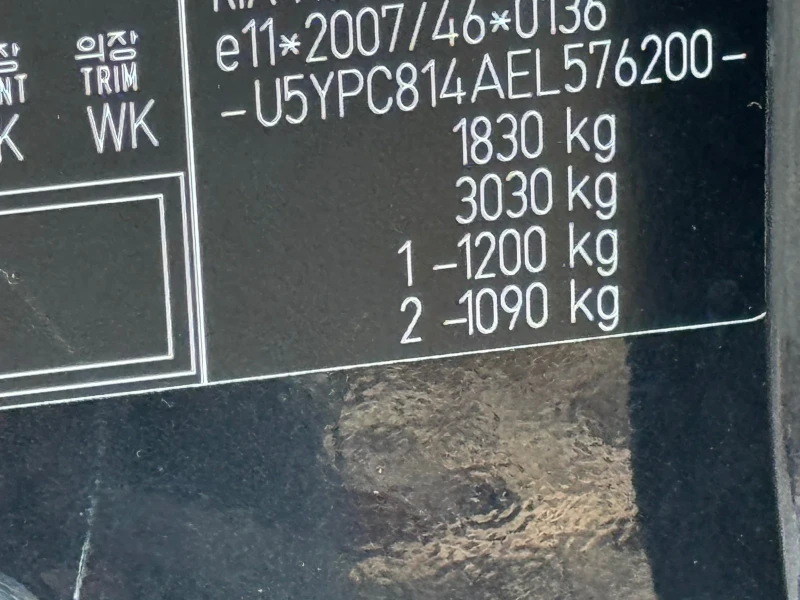 의장
TRIM
WK
e11*2007/46*0136
-U5YPC814AEL576200-
1830 kg
3030 kg
1 -1200 kg
2 -1090 kg